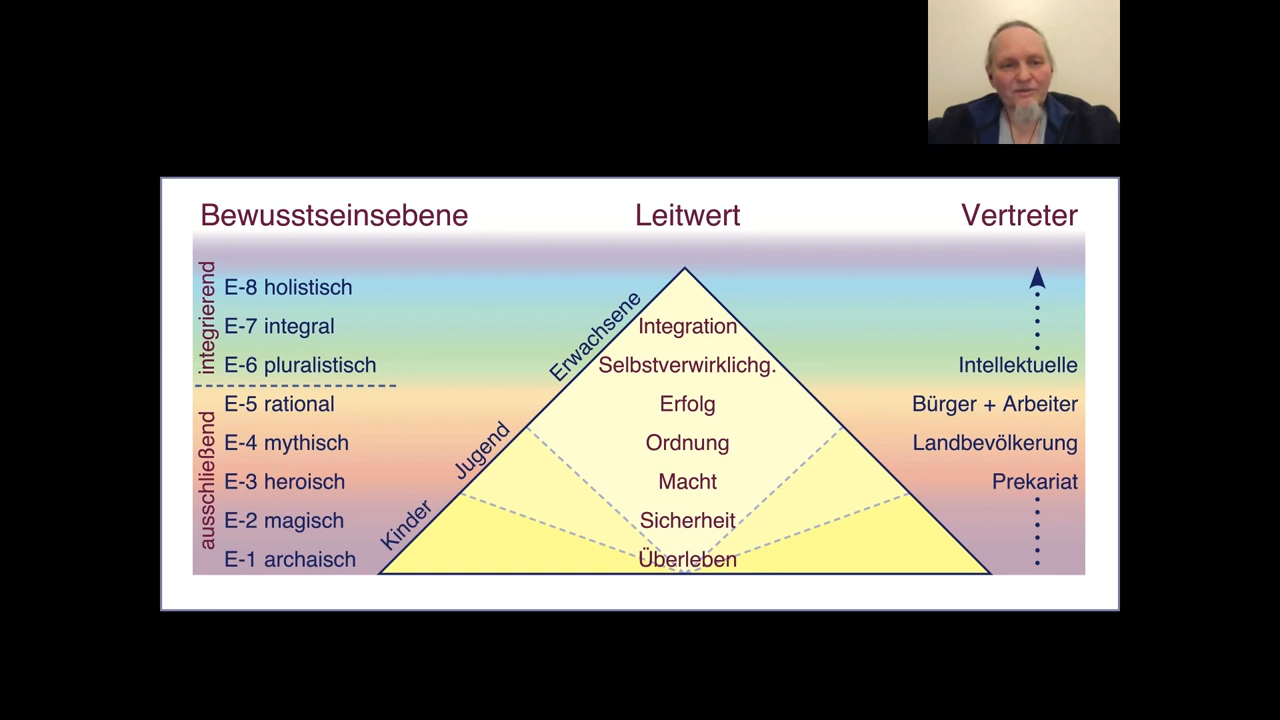 Bewusstseinsebene Leitwert Vertreter
integrierend
ausschließend
E-8 holistisch
E-7 integral Integration
E-6 pluralistisch Selbstverwirklichg. Intellektuelle
E-5 rational Erfolg Bürger + Arbeiter
E-4 mythisch Ordnung Landbevölkerung
E-3 heroisch Macht Prekariat
E-2 magisch Sicherheit
E-1 archaisch Überleben
Erwachsene
Jugend
Kinder